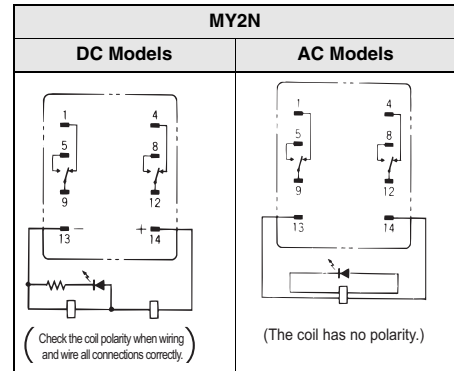 MY2N
DC Models
AC Models
1 4
5 8
9 12
13 − + 14
(Check the coil polarity when wiring
and wire all connections correctly.)
1 4
5 8
9 12
13 14
(The coil has no polarity.)